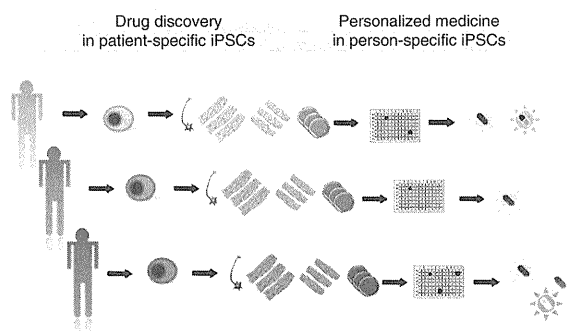 Drug discovery
in patient-specific iPSCs
Personalized medicine
in person-specific iPSCs